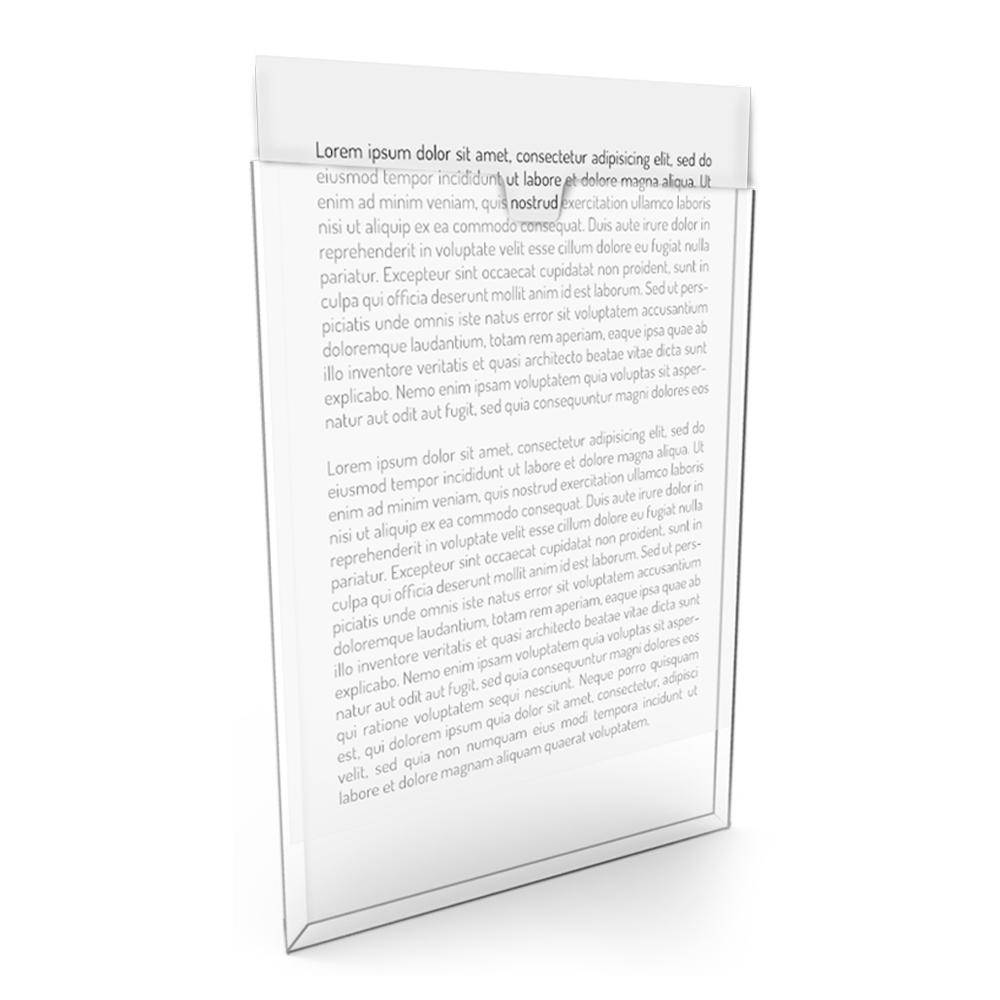 Lorem ipsum dolor sit amet, consectetur adipisicing elit, sed do
eiusmod tempor incididunt ut labore et dolore magna aliqua. Ut
enim ad minim veniam, quis nostrud exercitation ullamco laboris
nisi ut aliquip ex ea commodo consequat. Duis aute irure dolor in
reprehenderit in voluptate velit esse cillum dolore eu fugiat nulla
pariatur. Excepteur sint occaecat cupidatat non proident, sunt in
culpa qui officia deserunt mollit anim id est laborum. Sed ut pers-
piciatis unde omnis iste natus error sit voluptatem accusantium
doloremque laudantium, totam rem aperiam, eaque ipsa quae ab
illo inventore veritatis et quasi architecto beatae vitae dicta sunt
explicabo. Nemo enim ipsam voluptatem quia voluptas sit asper-
natur aut odit aut fugit, sed quia consequuntur magni dolores eos
Lorem ipsum dolor sit amet, consectetur adipisicing elit, sed do
eiusmod tempor incididunt ut labore et dolore magna aliqua. Ut
enim ad minim veniam, quis nostrud exercitation ullamco laboris
nisi ut aliquip ex ea commodo consequat. Duis aute irure dolor in
reprehenderit in voluptate velit esse cillum dolore eu fugiat nulla
pariatur. Excepteur sint occaecat cupidatat non proident, sunt in
culpa qui officia deserunt mollit anim id est laborum. Sed ut pers-
piciatis unde omnis iste natus error sit voluptatem accusantium
doloremque laudantium, totam rem aperiam, eaque ipsa quae ab
illo inventore veritatis et quasi architecto beatae vitae dicta sunt
explicabo. Nemo enim ipsam voluptatem quia voluptas sit asper-
natur aut odit aut fugit, sed quia consequuntur magni dolores eos
qui ratione voluptatem sequi nesciunt. Neque porro quisquam
est, qui dolorem ipsum quia dolor sit amet, consectetur, adipisci
velit, sed quia non numquam eius modi tempora incidunt ut
labore et dolore magnam aliquam quaerat voluptatem.